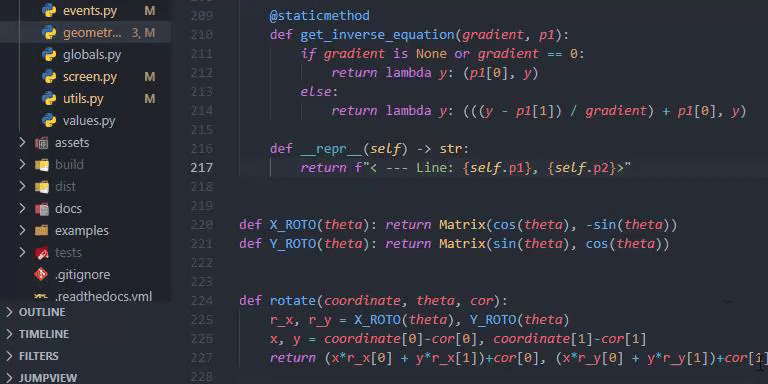 events.py M
geometr... 3, M
globals.py
screen.py M
utils.py M
values.py
assets
build
dist
docs
examples
tests
.gitignore
.readthedocs.yml
OUTLINE
TIMELINE
FILTERS
JUMPVIEW
209 @staticmethod
210 def get_inverse_equation(gradient, p1):
211 if gradient is None or gradient == 0:
212 return lambda y: (p1[0], y)
213 else:
214 return lambda y: (((y - p1[1]) / gradient) + p1[0], y)
215
216 def __repr__(self) -> str:
217 return f"< --- Line: {self.p1}, {self.p2}>"
218
219
220 def X_ROTO(theta): return Matrix(cos(theta), -sin(theta))
221 def Y_ROTO(theta): return Matrix(sin(theta), cos(theta))
222
223
224 def rotate(coordinate, theta, cor):
225 r_x, r_y = X_ROTO(theta), Y_ROTO(theta)
226 x, y = coordinate[0]-cor[0], coordinate[1]-cor[1]
227 return (x*r_x[0] + y*r_x[1])+cor[0], (x*r_y[0] + y*r_y[1])+cor[1]
228